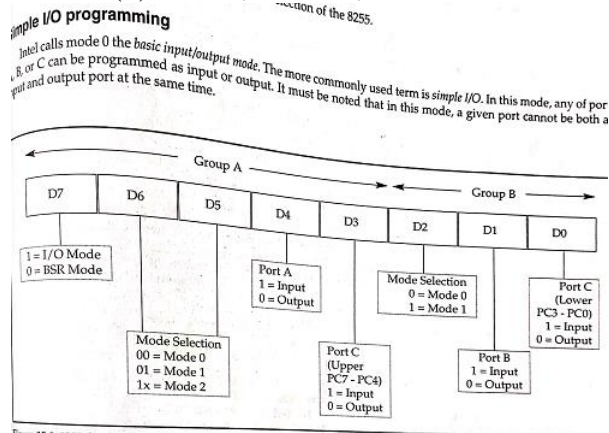 of the 8255.
Simple I/O programming
Intel calls mode 0 the basic input/output mode. The more commonly used term is simple I/O. In this mode, any of por
B, or C can be programmed as input or output. It must be noted that in this mode, a given port cannot be both a
put and output port at the same time.
Group A
Group B
D7
D6
D5
D4
D3
D2
D1
D0
1 = I/O Mode
0 = BSR Mode
Mode Selection
00 = Mode 0
01 = Mode 1
1x = Mode 2
Port A
1 = Input
0 = Output
Port C
(Upper
PC7 - PC4)
1 = Input
0 = Output
Mode Selection
0 = Mode 0
1 = Mode 1
Port B
1 = Input
0 = Output
Port C
(Lower
PC3 - PC0)
1 = Input
0 = Output